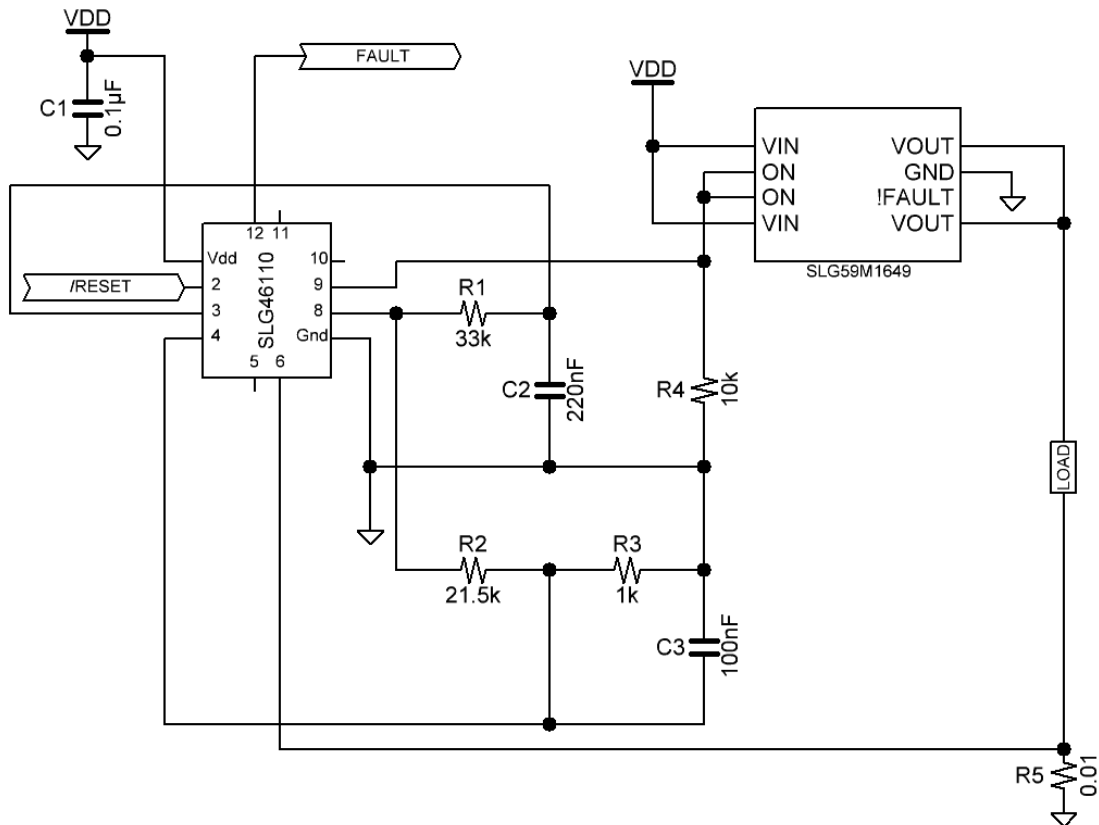 VDD
FAULT
C1
0.1µF
VDD
VIN
ON
ON
VIN
VOUT
GND
!FAULT
VOUT
SLG59M1649
12
11
Vdd
2
3
4
10
9
8
Gnd
5
6
SLG46110
/RESET
R1
33k
C2
220nF
R4
10k
LOAD
R2
21.5k
R3
1k
C3
100nF
R5
0.01